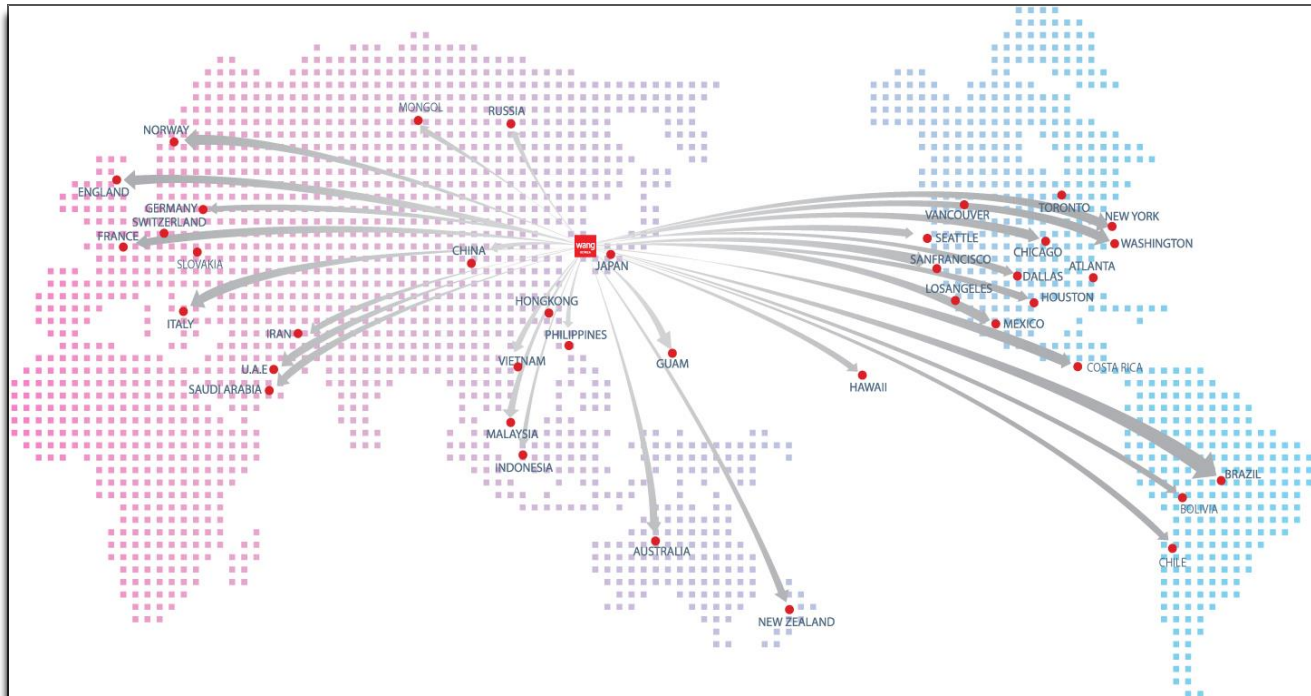 MONGOL
RUSSIA
NORWAY
ENGLAND
GERMANY
SWITZERLAND
FRANCE
SLOVAKIA
CHINA
wang
KOREA
JAPAN
ITALY
IRAN
HONGKONG
PHILIPPINES
VIETNAM
GUAM
U.A.E
SAUDI ARABIA
MALAYSIA
INDONESIA
AUSTRALIA
NEW ZEALAND
HAWAII
TORONTO
VANCOUVER
NEW YORK
SEATTLE
CHICAGO
WASHINGTON
SANFRANCISCO
DALLAS
ATLANTA
LOSANGELES
HOUSTON
MEXICO
COSTA RICA
BRAZIL
BOLIVIA
CHILE